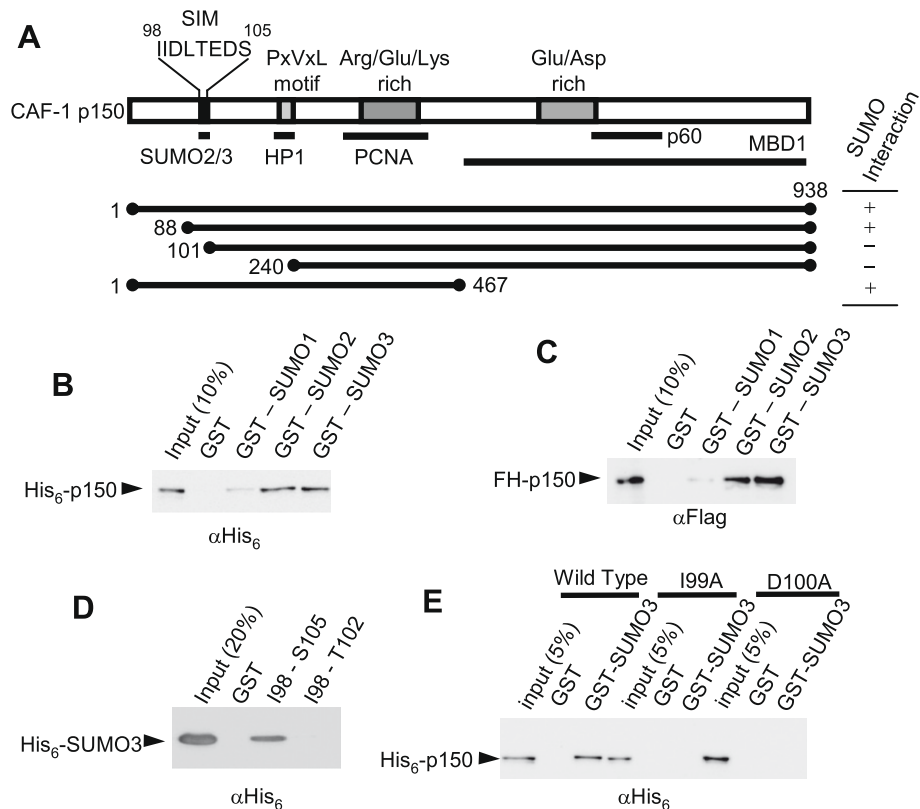 A
SIM
98 IIDLTEDS 105
PxVxL motif
Arg/Glu/Lys rich
Glu/Asp rich
CAF-1 p150
SUMO2/3
HP1
PCNA
p60
MBD1
SUMO Interaction
1 938 +
88 +
101 –
240 –
1 467 +
B
Input (10%)
GST
GST – SUMO1
GST – SUMO2
GST – SUMO3
His6-p150
αHis6
C
Input (10%)
GST
GST – SUMO1
GST – SUMO2
GST – SUMO3
FH-p150
αFlag
D
Input (20%)
GST
I98 - S105
I98 - T102
His6-SUMO3
αHis6
E
Wild Type
I99A
D100A
input (5%)
GST
GST-SUMO3
input (5%)
GST
GST-SUMO3
input (5%)
GST
GST-SUMO3
His6-p150
αHis6